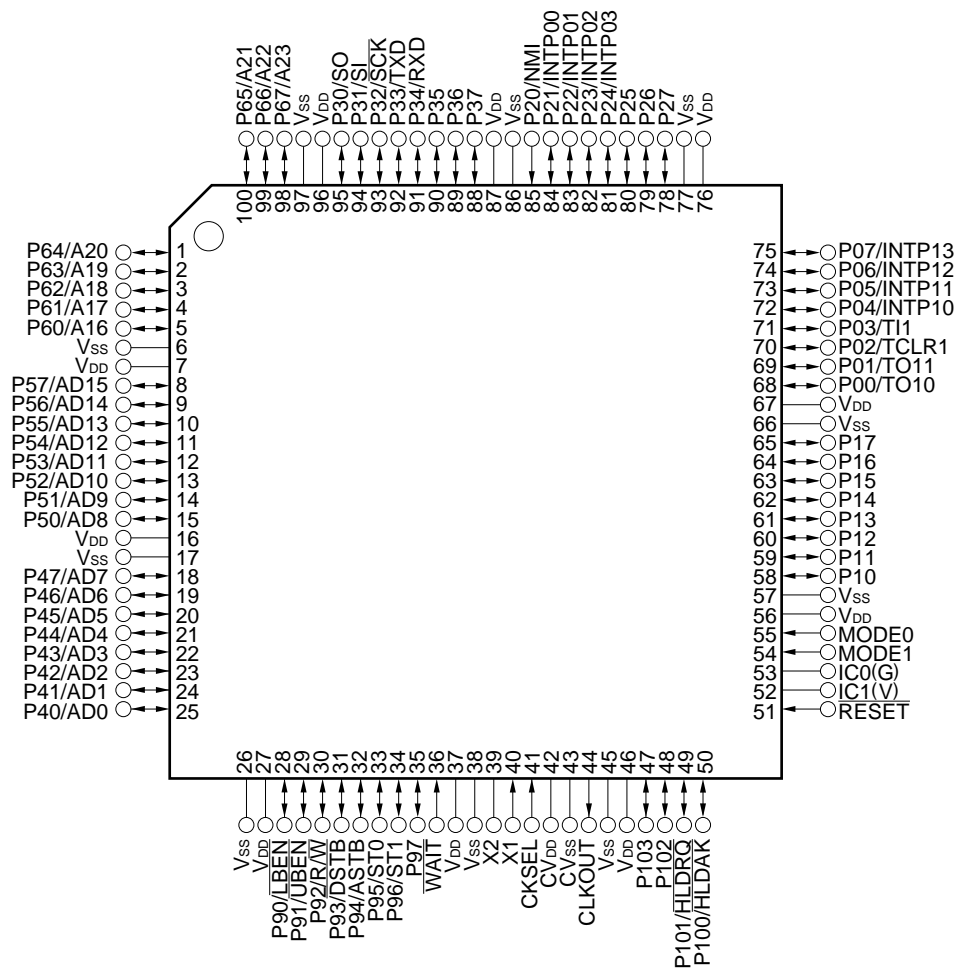 P65/A21
P66/A22
P67/A23
VSS
VDD
P30/SO
P31/SI
P32/SCK
P33/TXD
P34/RXD
P35
P36
P37
VDD
VSS
P20/NMI
P21/INTP00
P22/INTP01
P23/INTP02
P24/INTP03
P25
P26
P27
VSS
VDD
100
99
98
97
96
95
94
93
92
91
90
89
88
87
86
85
84
83
82
81
80
79
78
77
76
P64/A20 1
P63/A19 2
P62/A18 3
P61/A17 4
P60/A16 5
VSS 6
VDD 7
P57/AD15 8
P56/AD14 9
P55/AD13 10
P54/AD12 11
P53/AD11 12
P52/AD10 13
P51/AD9 14
P50/AD8 15
VDD 16
VSS 17
P47/AD7 18
P46/AD6 19
P45/AD5 20
P44/AD4 21
P43/AD3 22
P42/AD2 23
P41/AD1 24
P40/AD0 25
75 P07/INTP13
74 P06/INTP12
73 P05/INTP11
72 P04/INTP10
71 P03/TI1
70 P02/TCLR1
69 P01/TO11
68 P00/TO10
67 VDD
66 VSS
65 P17
64 P16
63 P15
62 P14
61 P13
60 P12
59 P11
58 P10
57 VSS
56 VDD
55 MODE0
54 MODE1
53 IC0(G)
52 IC1(V)
51 RESET
26
27
28
29
30
31
32
33
34
35
36
37
38
39
40
41
42
43
44
45
46
47
48
49
50
VSS
VDD
P90/LBEN
P91/UBEN
P92/R/W
P93/DSTB
P94/ASTB
P95/ST0
P96/ST1
P97
WAIT
VDD
VSS
X2
X1
CKSEL
CVDD
CVSS
CLKOUT
VSS
VDD
P103
P102
P101/HLDRQ
P100/HLDAK